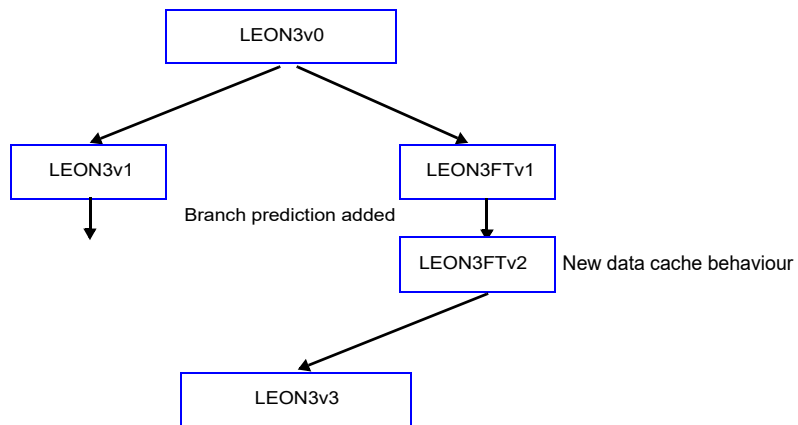 LEON3v0
LEON3v1
LEON3FTv1
Branch prediction added
LEON3FTv2
New data cache behaviour
LEON3v3